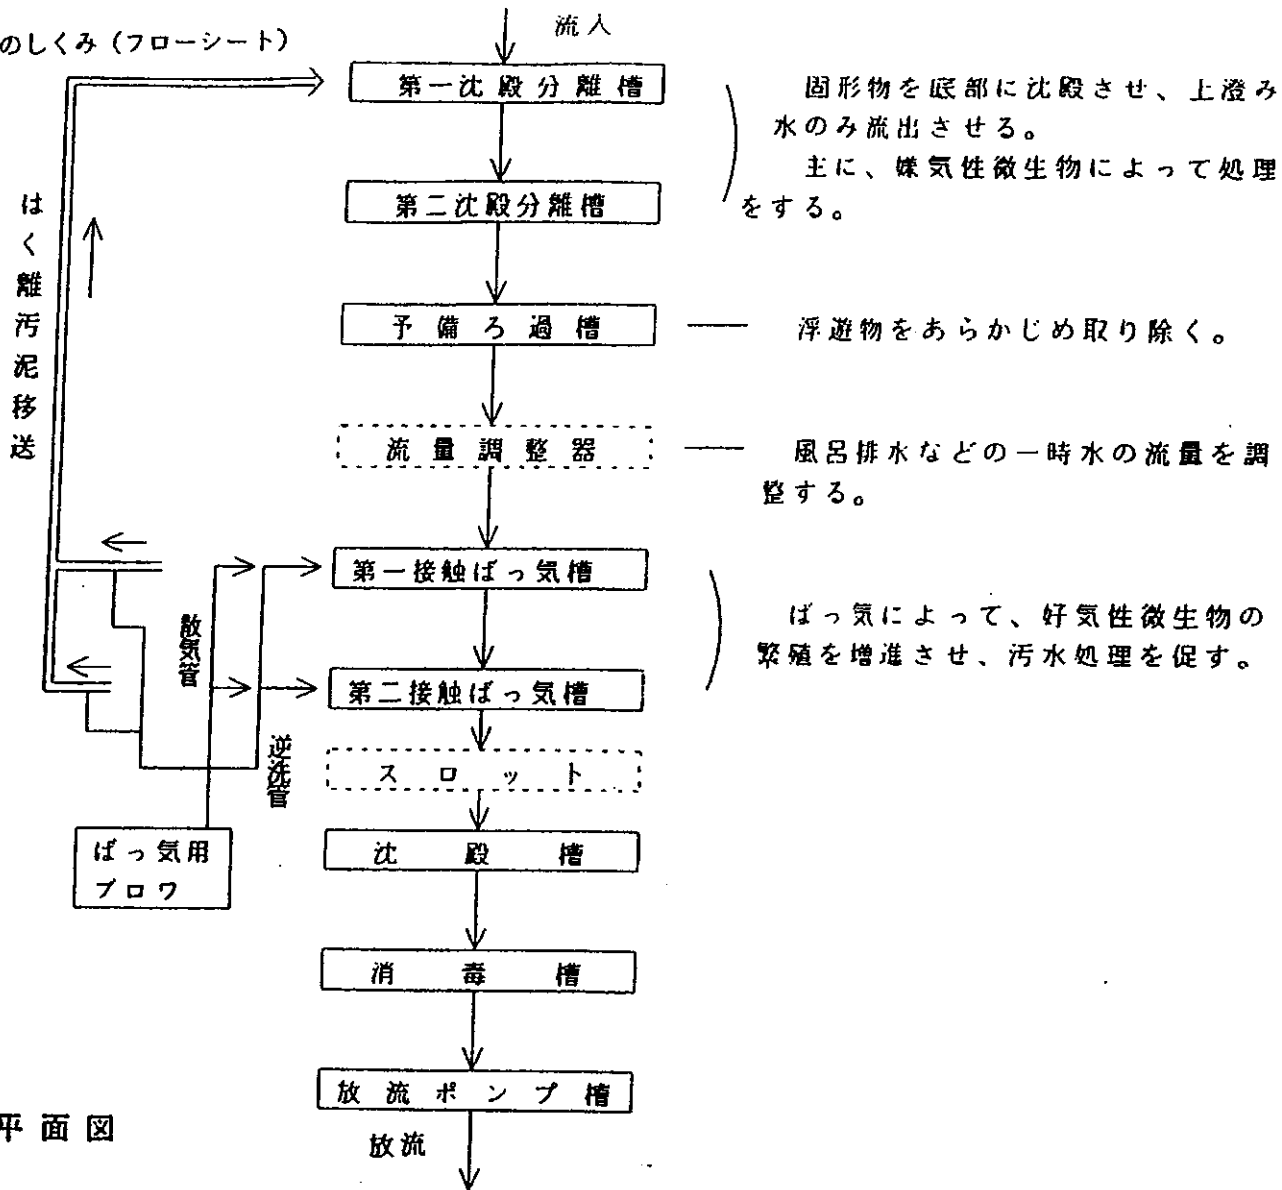 のしくみ（フローシート）
流入
第一沈殿分離槽
固形物を底部に沈殿させ、上澄み
水のみ流出させる。
主に、嫌気性微生物によって処理
をする。
第二沈殿分離槽
はく離汚泥移送
予備ろ過槽
浮遊物をあらかじめ取り除く。
流量調整器
風呂排水などの一時水の流量を調
整する。
第一接触ばっ気槽
ばっ気によって、好気性微生物の
繁殖を増進させ、汚水処理を促す。
散気管
第二接触ばっ気槽
逆洗管
スロット
ばっ気用
ブロワ
沈殿槽
消毒槽
放流ポンプ槽
平面図
放流